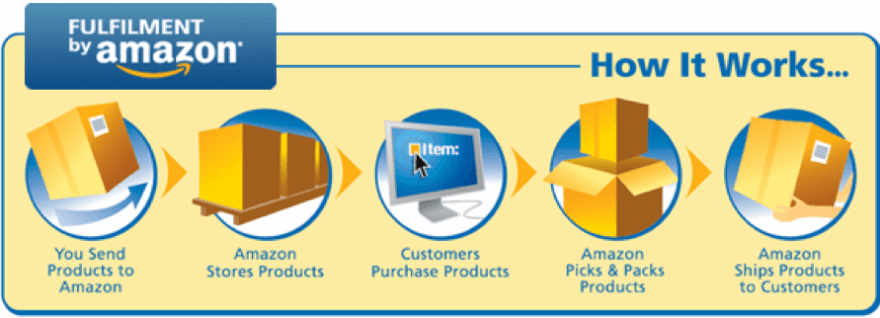 FULFILMENT
by amazon
How It Works...
Item:
You Send
Products to
Amazon
Amazon
Stores Products
Customers
Purchase Products
Amazon
Picks & Packs
Products
Amazon
Ships Products
to Customers